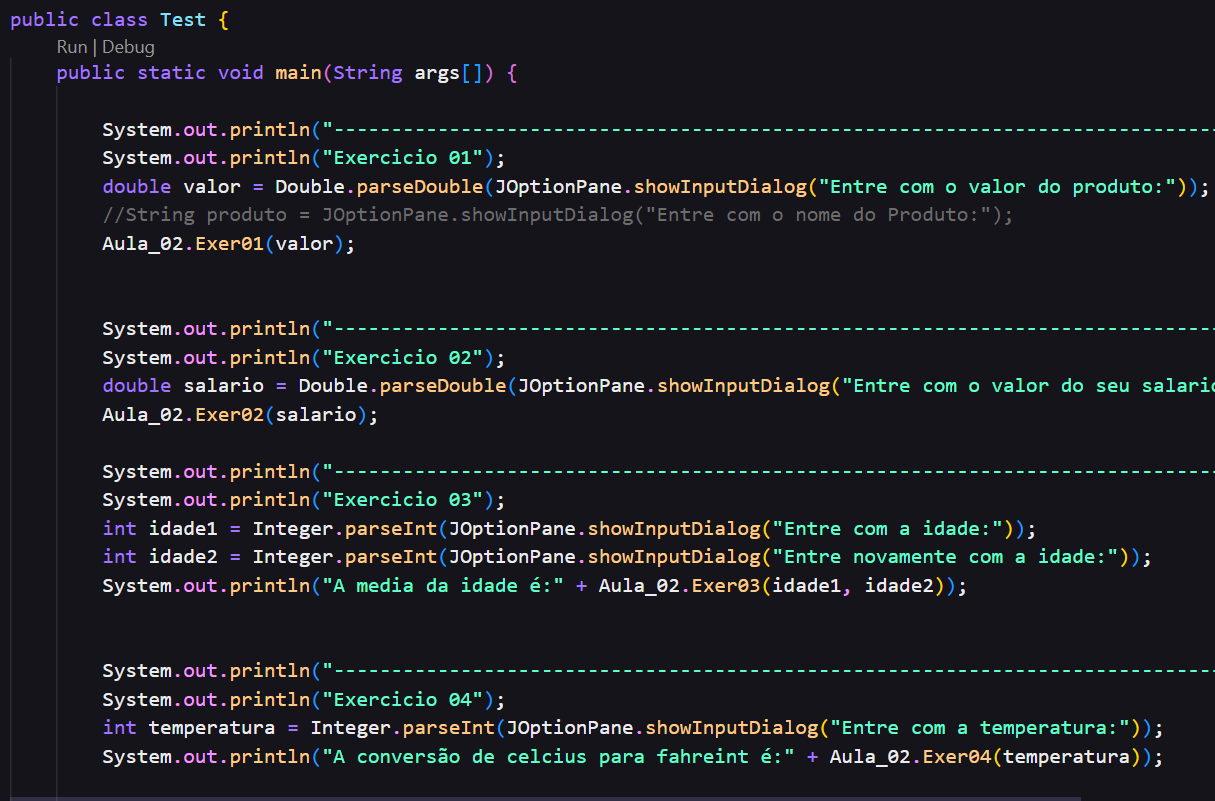 public class Test {
Run | Debug
public static void main(String args[]) {
System.out.println("-----------------------------------------------------------------------------
System.out.println("Exercicio 01");
double valor = Double.parseDouble(JOptionPane.showInputDialog("Entre com o valor do produto:"));
//String produto = JOptionPane.showInputDialog("Entre com o nome do Produto:");
Aula_02.Exer01(valor);
System.out.println("-----------------------------------------------------------------------------
System.out.println("Exercicio 02");
double salario = Double.parseDouble(JOptionPane.showInputDialog("Entre com o valor do seu salario
Aula_02.Exer02(salario);
System.out.println("-----------------------------------------------------------------------------
System.out.println("Exercicio 03");
int idade1 = Integer.parseInt(JOptionPane.showInputDialog("Entre com a idade:"));
int idade2 = Integer.parseInt(JOptionPane.showInputDialog("Entre novamente com a idade:"));
System.out.println("A media da idade é:" + Aula_02.Exer03(idade1, idade2));
System.out.println("-----------------------------------------------------------------------------
System.out.println("Exercicio 04");
int temperatura = Integer.parseInt(JOptionPane.showInputDialog("Entre com a temperatura:"));
System.out.println("A conversão de celcius para fahreint é:" + Aula_02.Exer04(temperatura));